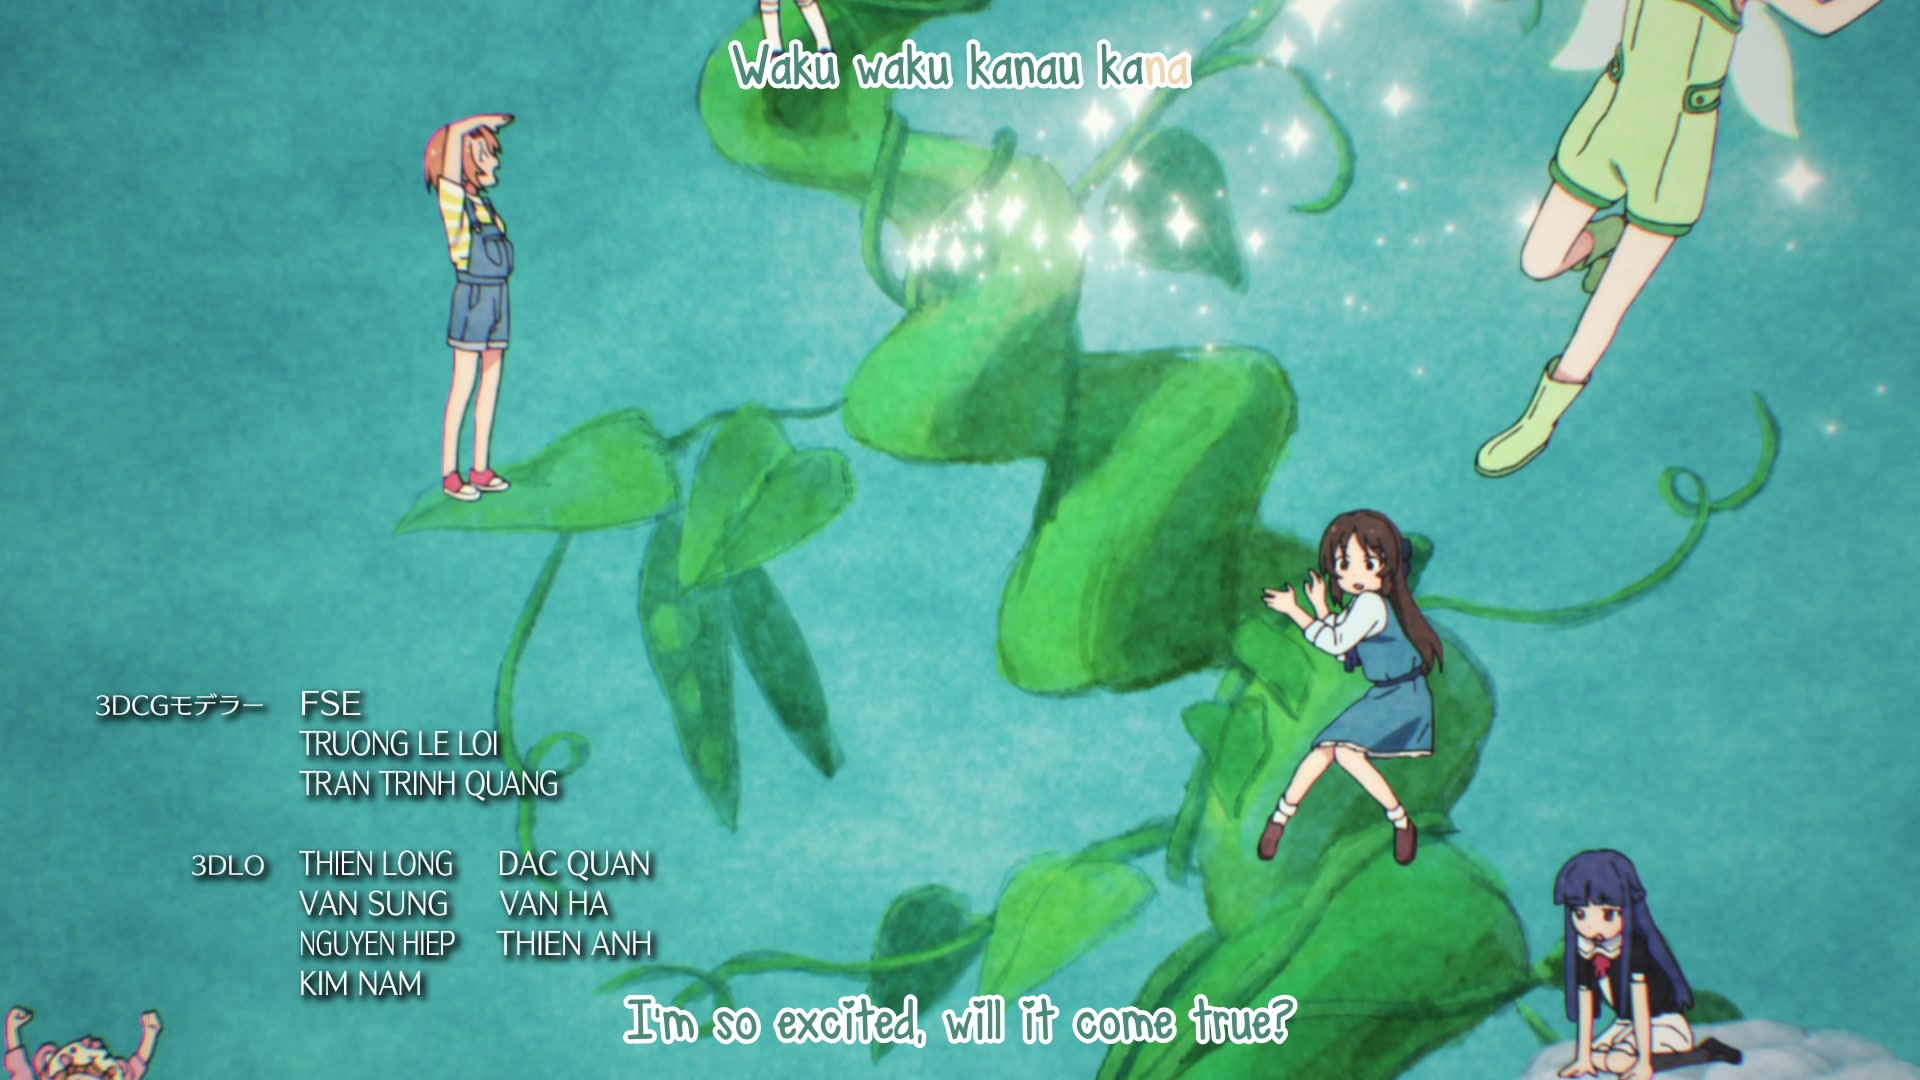 Waku waku kanau kana
3DCGモデラー FSE
TRUONG LE LOI
TRAN TRINH QUANG
3DLO THIEN LONG DAC QUAN
VAN SUNG VAN HA
NGUYEN HIEP THIEN ANH
KIM NAM
I'm so excited, will it come true?